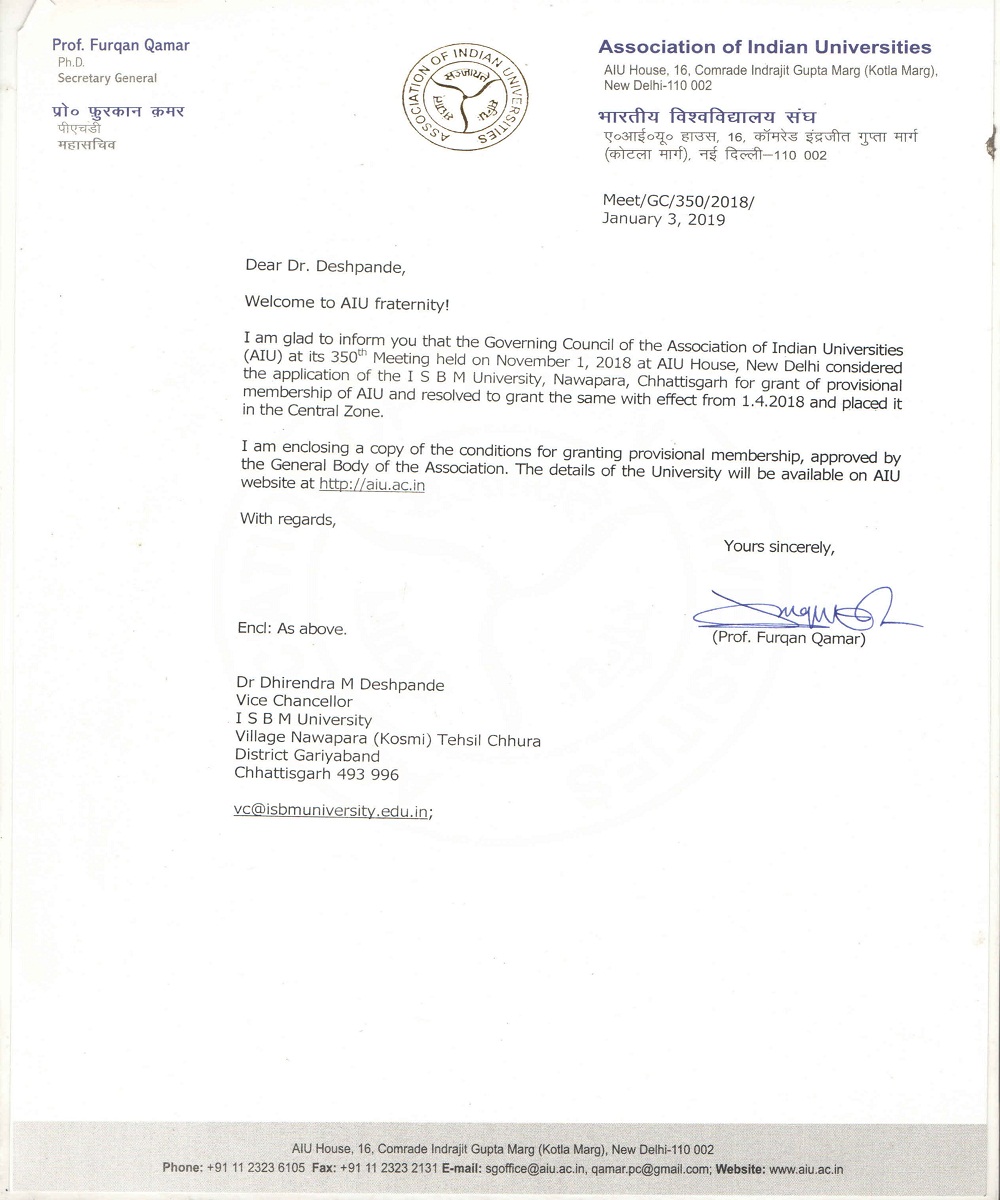 Prof. Furqan Qamar
Ph.D.
Secretary General
प्रो० फ़ुरकान क़मर
पीएचडी
महासचिव
ASSOCIATION OF INDIAN UNIVERSITIES
Association of Indian Universities
AIU House, 16, Comrade Indrajit Gupta Marg (Kotla Marg),
New Delhi-110 002
भारतीय विश्वविद्यालय संघ
ए०आई०यू० हाउस, 16, कॉमरेड इंद्रजीत गुप्ता मार्ग
(कोटला मार्ग), नई दिल्ली–110 002
Meet/GC/350/2018/
January 3, 2019
Dear Dr. Deshpande,
Welcome to AIU fraternity!
I am glad to inform you that the Governing Council of the Association of Indian Universities
(AIU) at its 350th Meeting held on November 1, 2018 at AIU House, New Delhi considered
the application of the I S B M University, Nawapara, Chhattisgarh for grant of provisional
membership of AIU and resolved to grant the same with effect from 1.4.2018 and placed it
in the Central Zone.
I am enclosing a copy of the conditions for granting provisional membership, approved by
the General Body of the Association. The details of the University will be available on AIU
website at http://aiu.ac.in
With regards,
Yours sincerely,
(Prof. Furqan Qamar)
Encl: As above.
Dr Dhirendra M Deshpande
Vice Chancellor
I S B M University
Village Nawapara (Kosmi) Tehsil Chhura
District Gariyaband
Chhattisgarh 493 996
vc@isbmuniversity.edu.in;
AIU House, 16, Comrade Indrajit Gupta Marg (Kotla Marg), New Delhi-110 002
Phone: +91 11 2323 6105 Fax: +91 11 2323 2131 E-mail: sgoffice@aiu.ac.in, qamar.pc@gmail.com; Website: www.aiu.ac.in